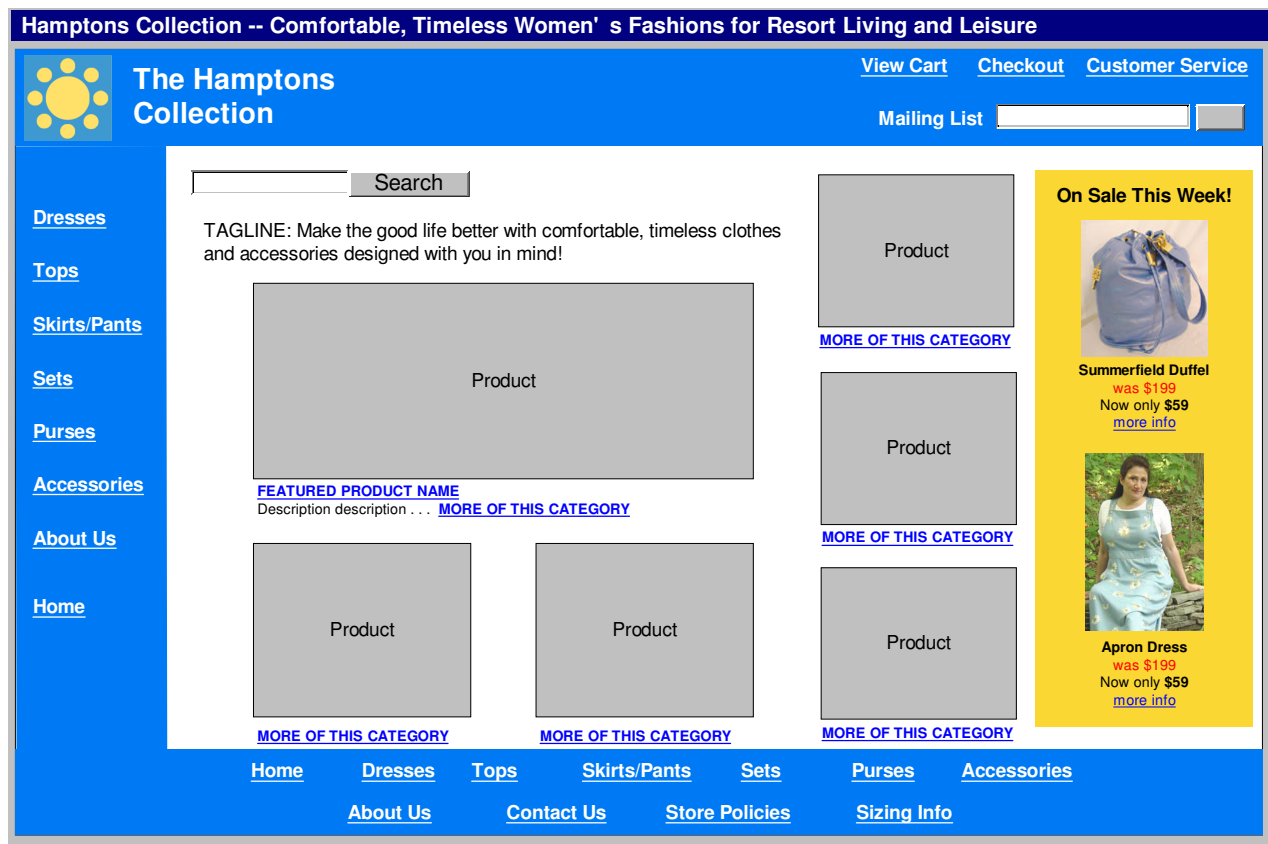 Hamptons Collection -- Comfortable, Timeless Women' s Fashions for Resort Living and Leisure
The Hamptons
Collection
View Cart Checkout Customer Service
Mailing List
Dresses
Tops
Skirts/Pants
Sets
Purses
Accessories
About Us
Home
Search
TAGLINE: Make the good life better with comfortable, timeless clothes
and accessories designed with you in mind!
Product
FEATURED PRODUCT NAME
Description description . . . MORE OF THIS CATEGORY
Product
MORE OF THIS CATEGORY
Product
MORE OF THIS CATEGORY
Product
MORE OF THIS CATEGORY
Product
MORE OF THIS CATEGORY
Product
MORE OF THIS CATEGORY
On Sale This Week!
Summerfield Duffel
was $199
Now only $59
more info
Apron Dress
was $199
Now only $59
more info
Home Dresses Tops Skirts/Pants Sets Purses Accessories
About Us Contact Us Store Policies Sizing Info